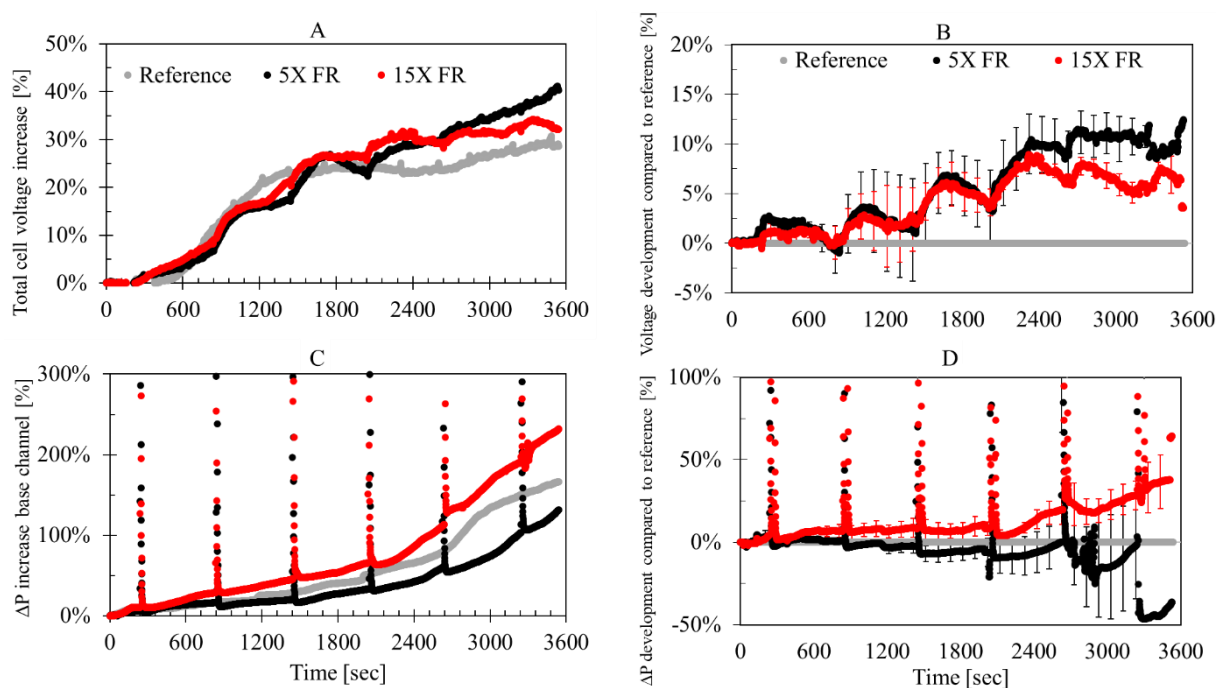 A
Total cell voltage increase [%]
50%
40%
30%
20%
10%
0%
Reference 5X FR 15X FR
0 600 1200 1800 2400 3000 3600
B
Voltage development compared to reference [%]
20%
15%
10%
5%
0%
-5%
Reference 5X FR 15X FR
0 600 1200 1800 2400 3000 3600
C
ΔP increase base channel [%]
300%
200%
100%
0%
0 600 1200 1800 2400 3000 3600
Time [sec]
D
ΔP development compared to reference [%]
100%
50%
0%
-50%
0 600 1200 1800 2400 3000 3600
Time [sec]